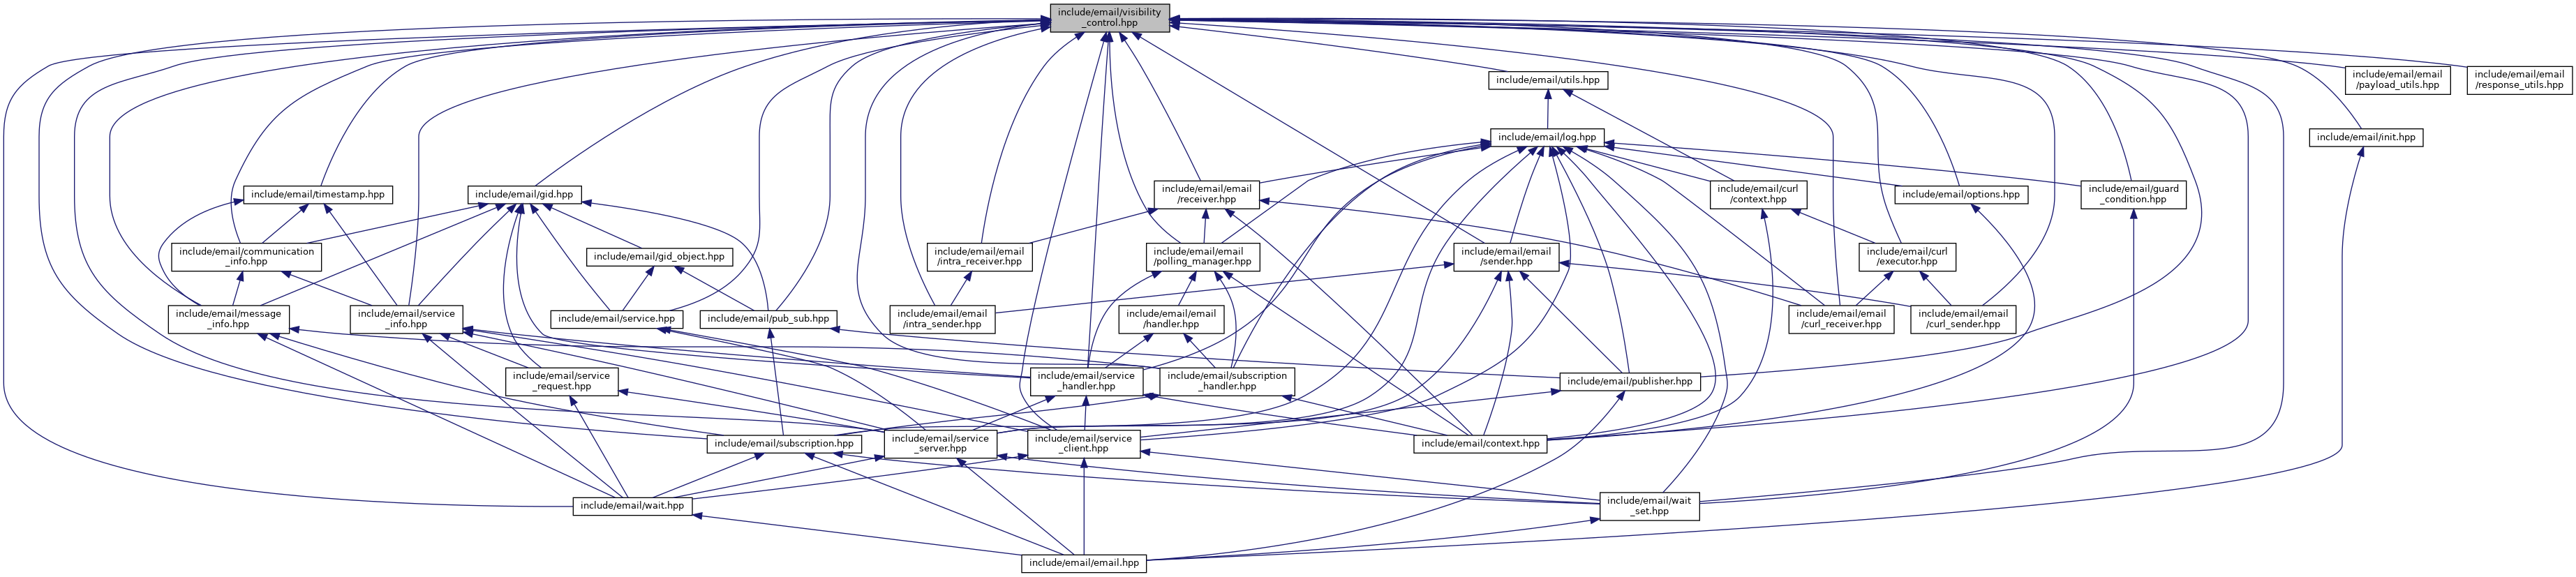 include/email/visibility
_control.hpp
include/email/utils.hpp
include/email/email
/payload_utils.hpp
include/email/email
/response_utils.hpp
include/email/log.hpp
include/email/init.hpp
include/email/timestamp.hpp
include/email/gid.hpp
include/email/email
/receiver.hpp
include/email/curl
/context.hpp
include/email/options.hpp
include/email/guard
_condition.hpp
include/email/communication
_info.hpp
include/email/gid_object.hpp
include/email/email
/intra_receiver.hpp
include/email/email
/polling_manager.hpp
include/email/email
/sender.hpp
include/email/curl
/executor.hpp
include/email/message
_info.hpp
include/email/service
_info.hpp
include/email/service.hpp
include/email/pub_sub.hpp
include/email/email
/intra_sender.hpp
include/email/email
/handler.hpp
include/email/email
/curl_receiver.hpp
include/email/email
/curl_sender.hpp
include/email/service
_request.hpp
include/email/service
_handler.hpp
include/email/subscription
_handler.hpp
include/email/publisher.hpp
include/email/subscription.hpp
include/email/service
_server.hpp
include/email/service
_client.hpp
include/email/context.hpp
include/email/wait.hpp
include/email/wait
_set.hpp
include/email/email.hpp